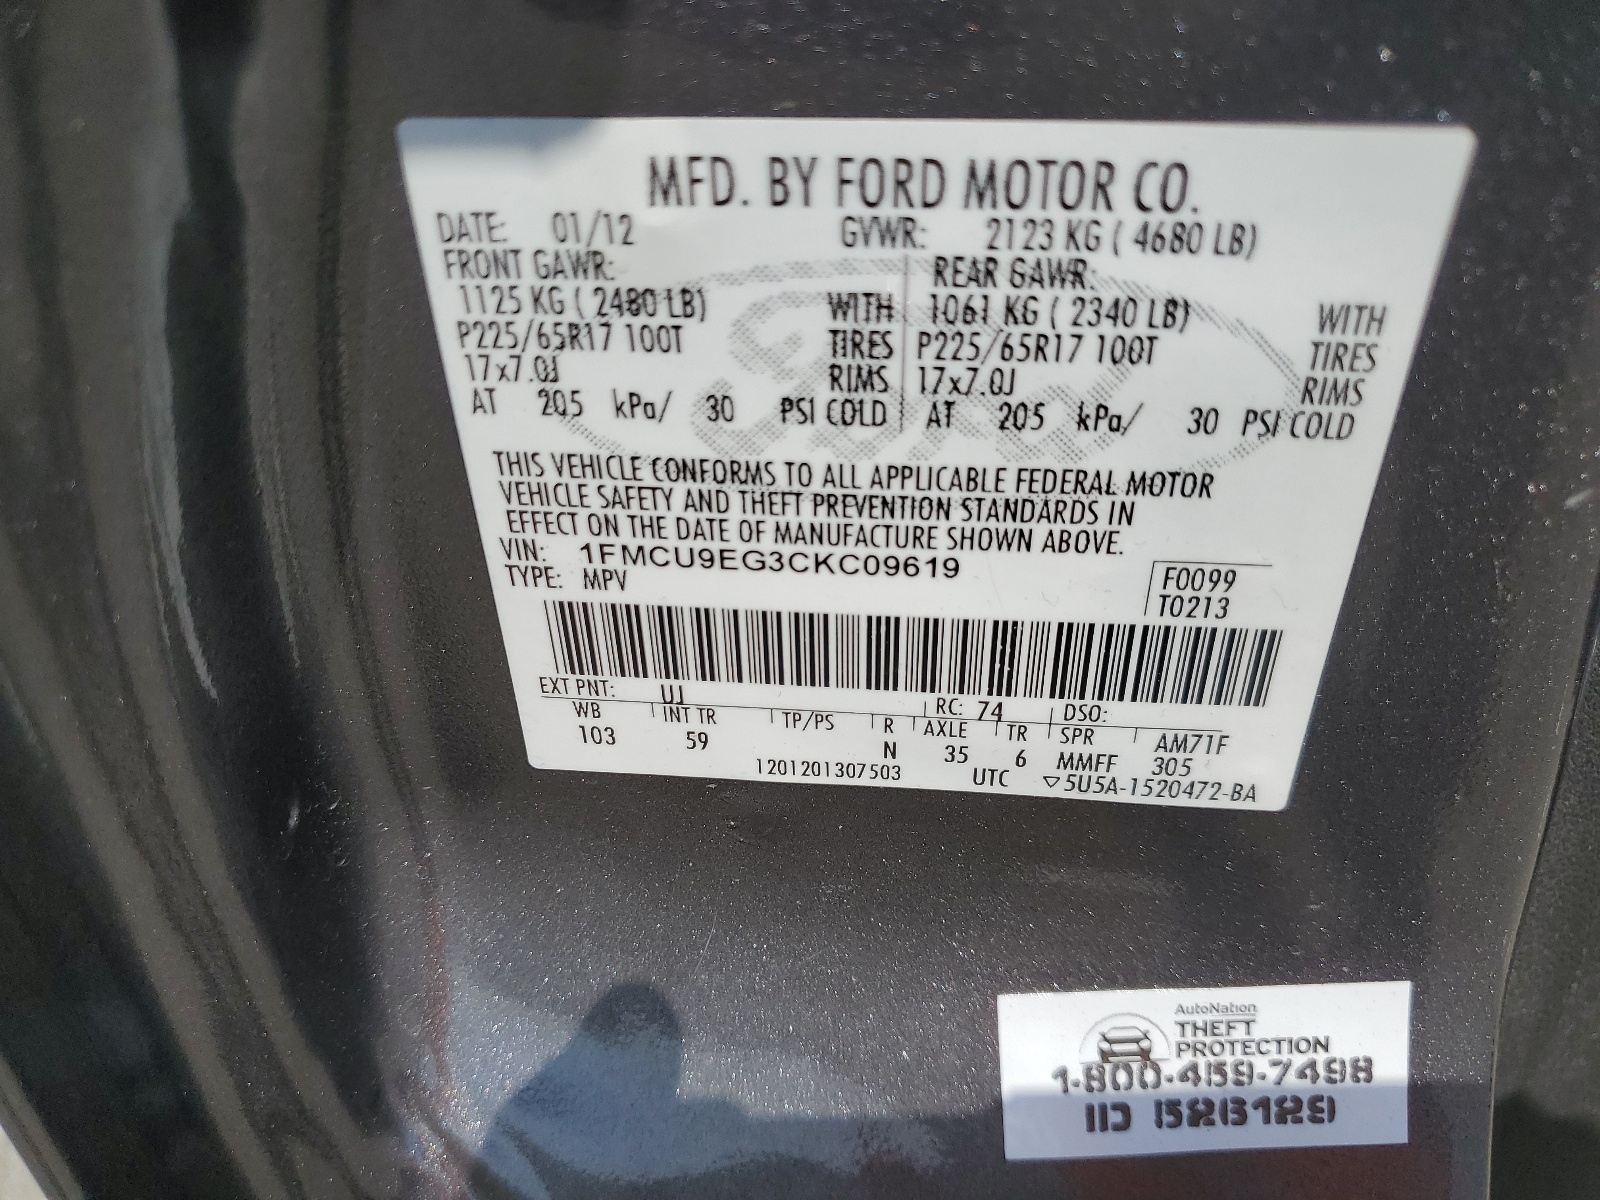 MFD. BY FORD MOTOR CO.
DATE: 01/12 GVWR: 2123 KG ( 4680 LB)
FRONT GAWR: REAR GAWR:
1125 KG ( 2480 LB) WITH 1061 KG ( 2340 LB) WITH
P225/65R17 100T TIRES P225/65R17 100T TIRES
17x7.0J RIMS 17x7.0J RIMS
AT 205 kPa/ 30 PSI COLD AT 205 kPa/ 30 PSI COLD
Ford
THIS VEHICLE CONFORMS TO ALL APPLICABLE FEDERAL MOTOR
VEHICLE SAFETY AND THEFT PREVENTION STANDARDS IN
EFFECT ON THE DATE OF MANUFACTURE SHOWN ABOVE.
VIN: 1FMCU9EG3CKC09619
TYPE: MPV
F0099
T0213
EXT PNT: UJ RC: 74 DSO:
WB INT TR TP/PS R AXLE TR SPR AM71F
103 59 N 35 6 MMFF 305
1201201307503 UTC ▽5U5A-1520472-BA
AutoNation
THEFT
PROTECTION
1-800-459-7498
ID 1526129